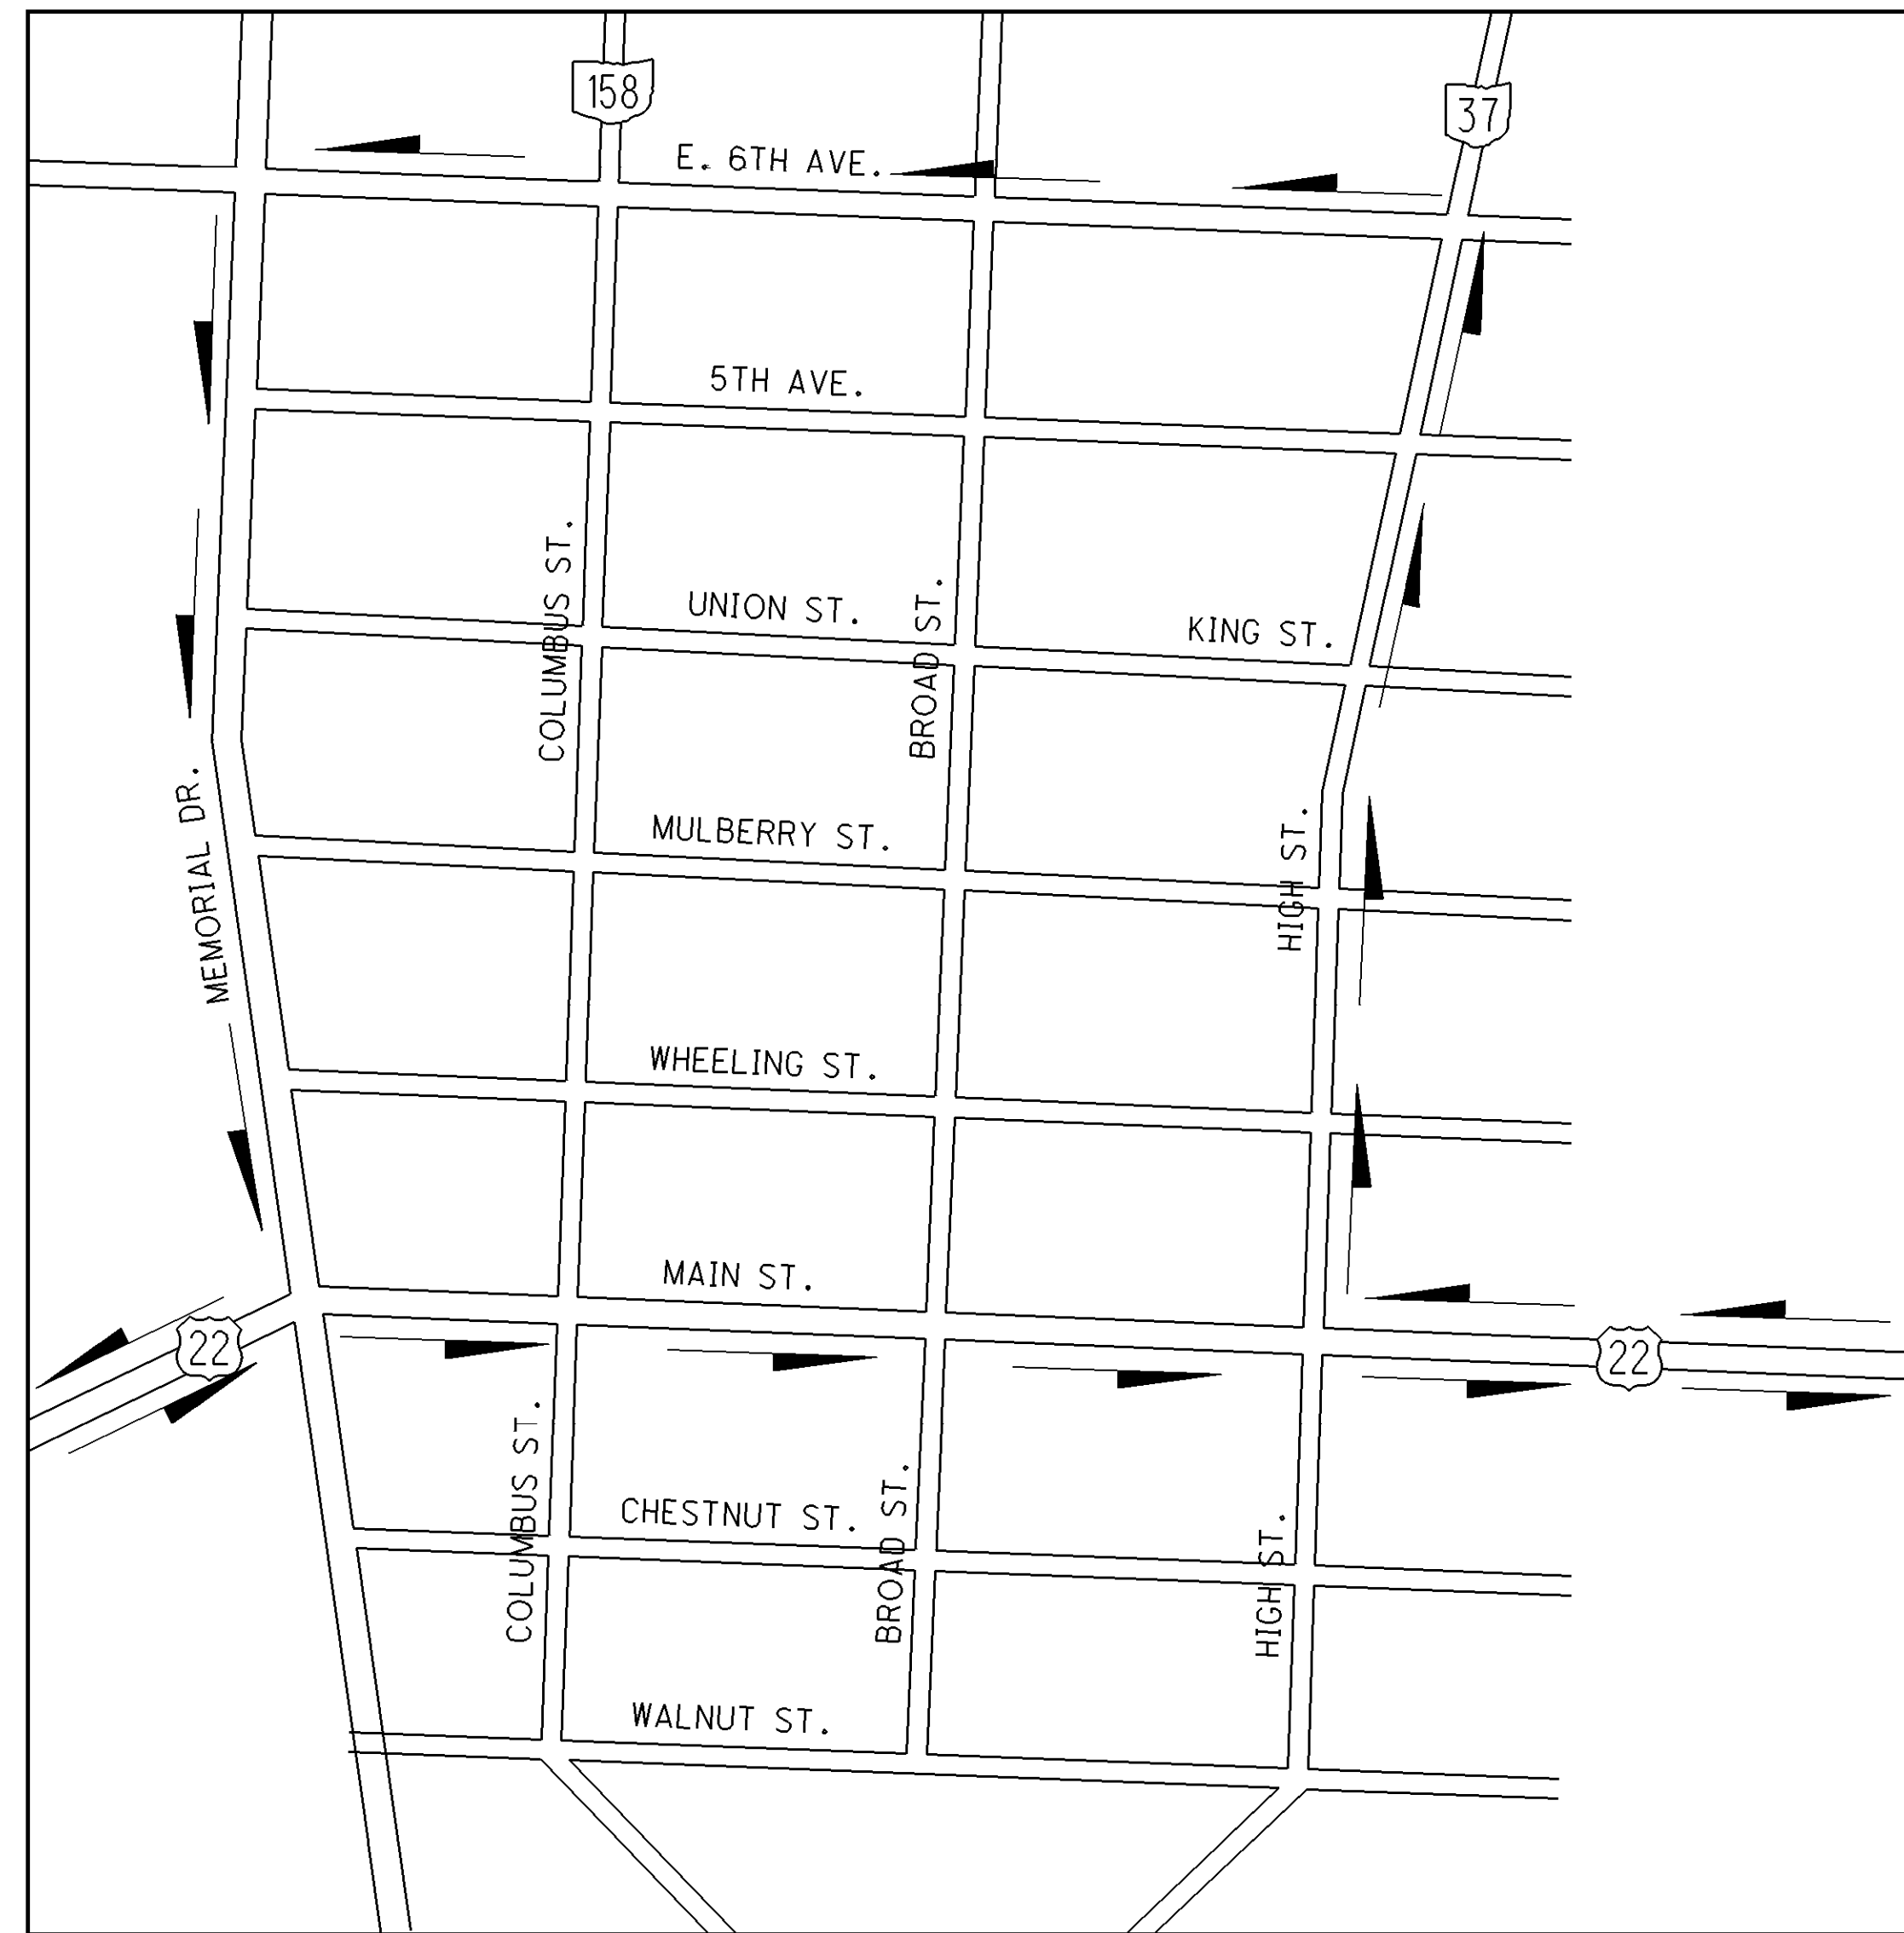 158
37
E. 6TH AVE.
5TH AVE.
COLUMBUS ST.
UNION ST.
BROAD ST.
KING ST.
MEMORIAL DR.
MULBERRY ST.
HIGH ST.
WHEELING ST.
MAIN ST.
22
22
COLUMBUS ST.
CHESTNUT ST.
BROAD ST.
HIGH ST.
WALNUT ST.